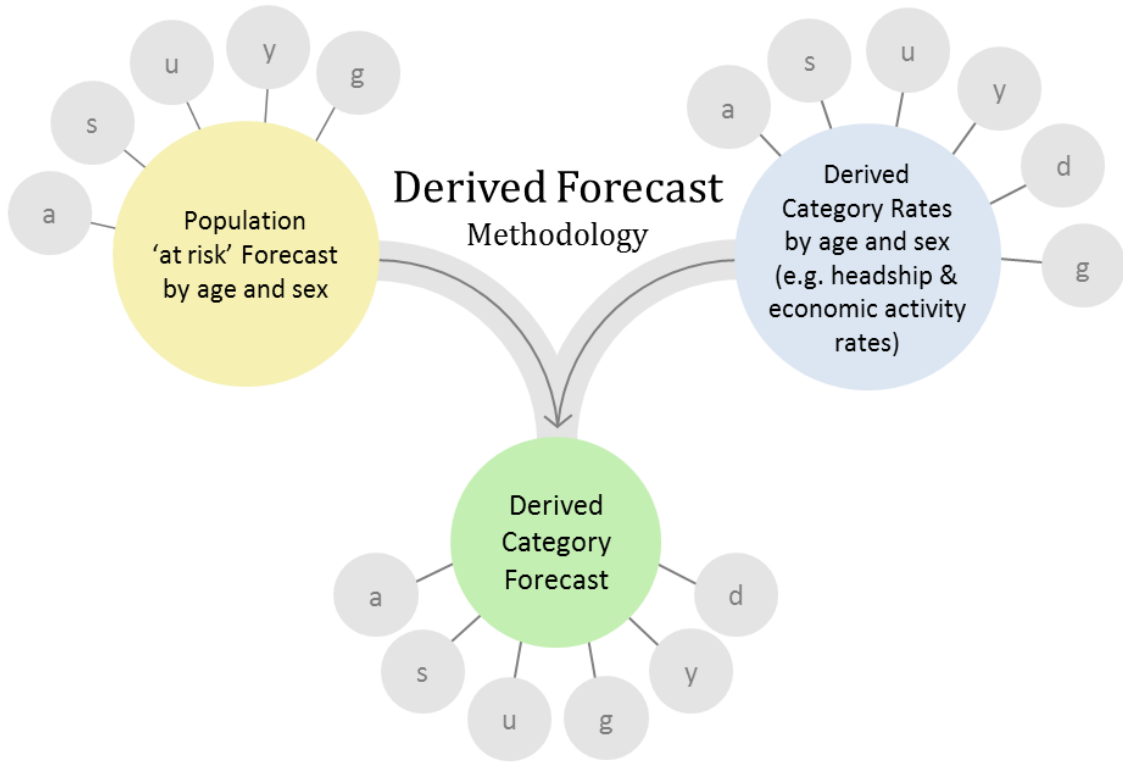 a
s
u
y
g
Population
‘at risk’ Forecast
by age and sex
Derived Forecast
Methodology
a
s
u
y
d
g
Derived
Category Rates
by age and sex
(e.g. headship &
economic activity
rates)
Derived
Category
Forecast
a
s
u
g
y
d